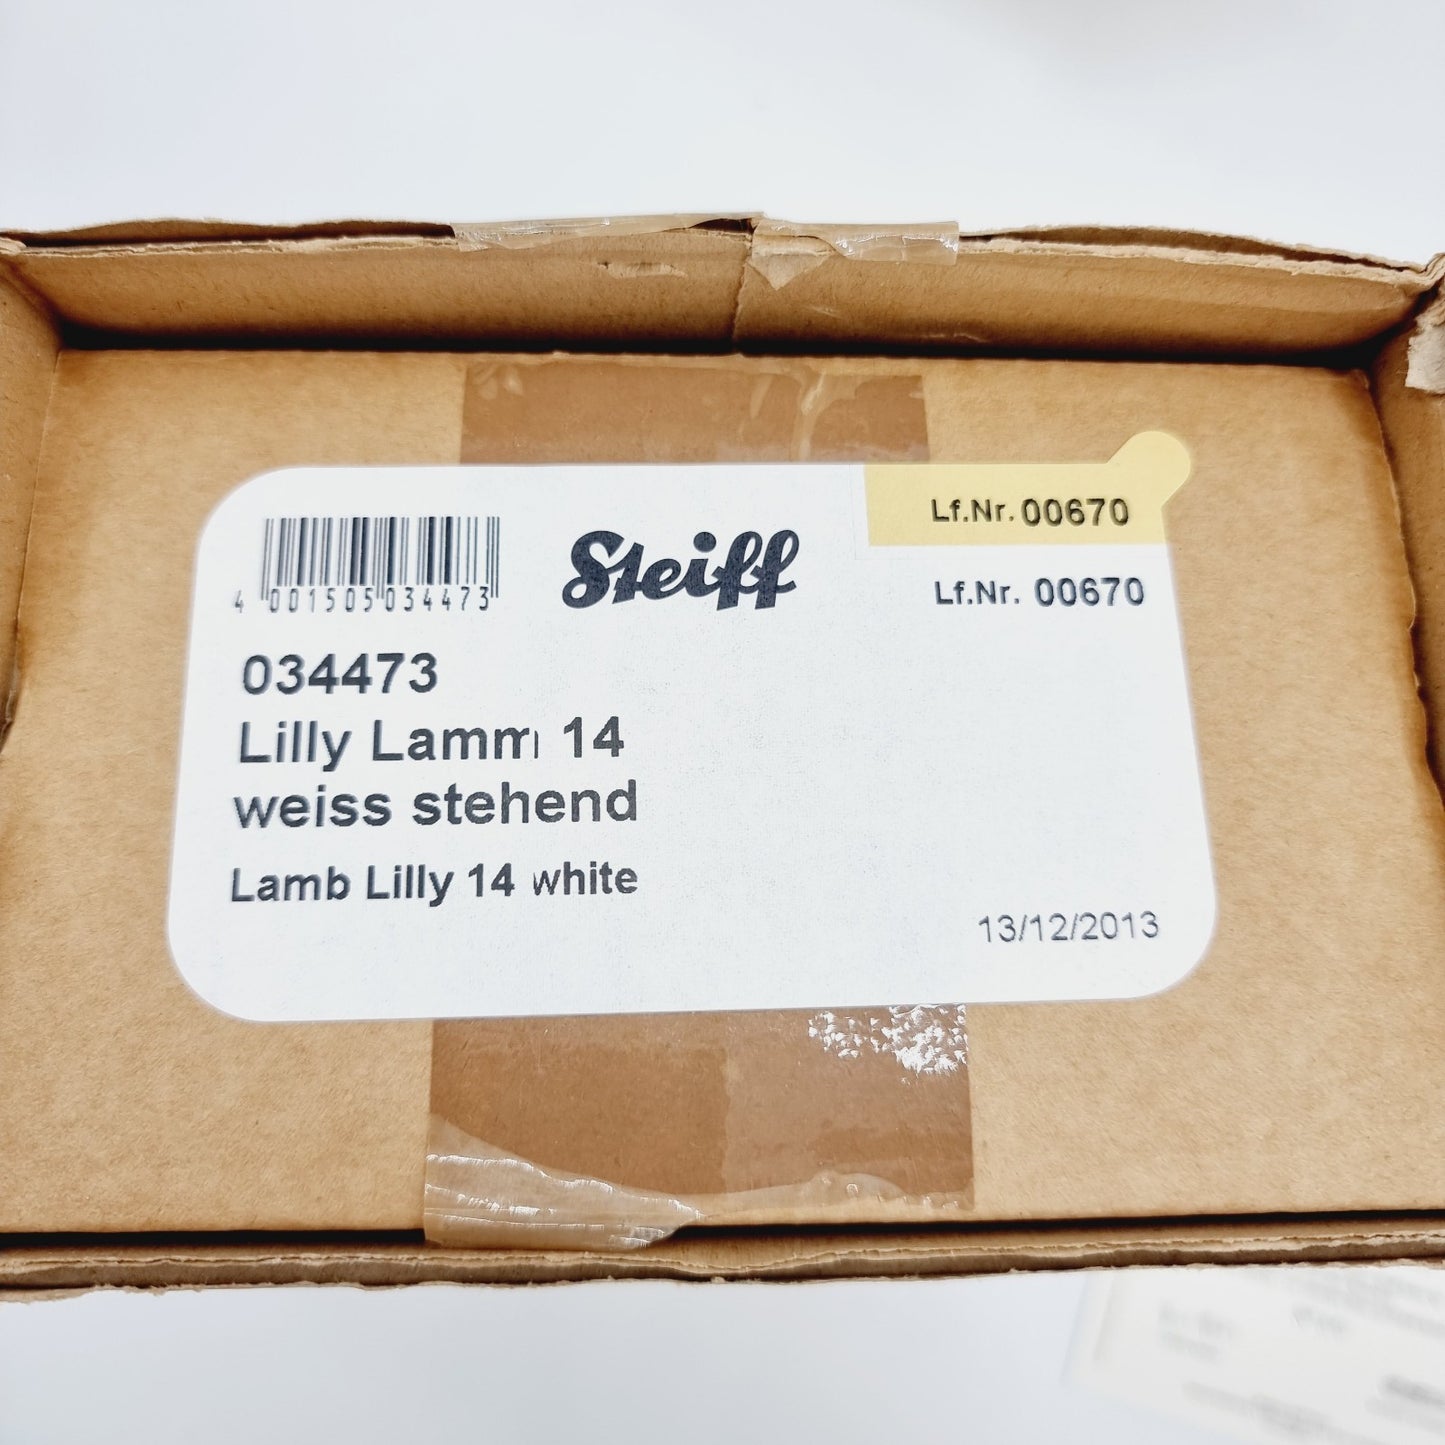 Lf.Nr. 00670
4 001505 034473
Steiff
Lf.Nr. 00670
034473
Lilly Lamm 14
weiss stehend
Lamb Lilly 14 white
13/12/2013